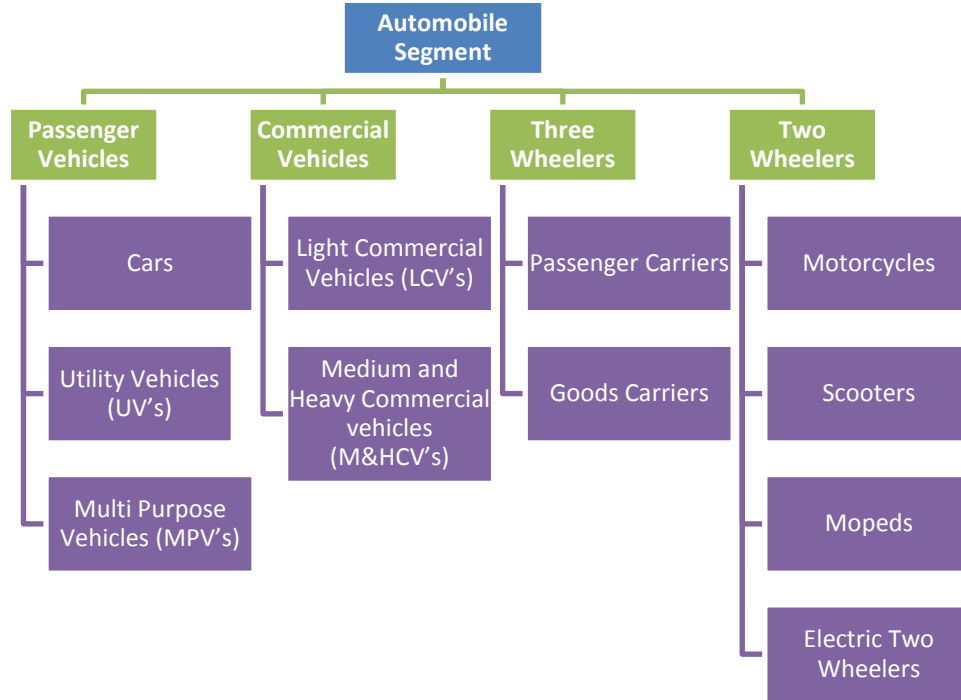 Automobile
Segment
Passenger
Vehicles
Cars
Utility Vehicles
(UV’s)
Multi Purpose
Vehicles (MPV’s)
Commercial
Vehicles
Light Commercial
Vehicles (LCV’s)
Medium and
Heavy Commercial
vehicles
(M&HCV’s)
Three
Wheelers
Passenger Carriers
Goods Carriers
Two
Wheelers
Motorcycles
Scooters
Mopeds
Electric Two
Wheelers